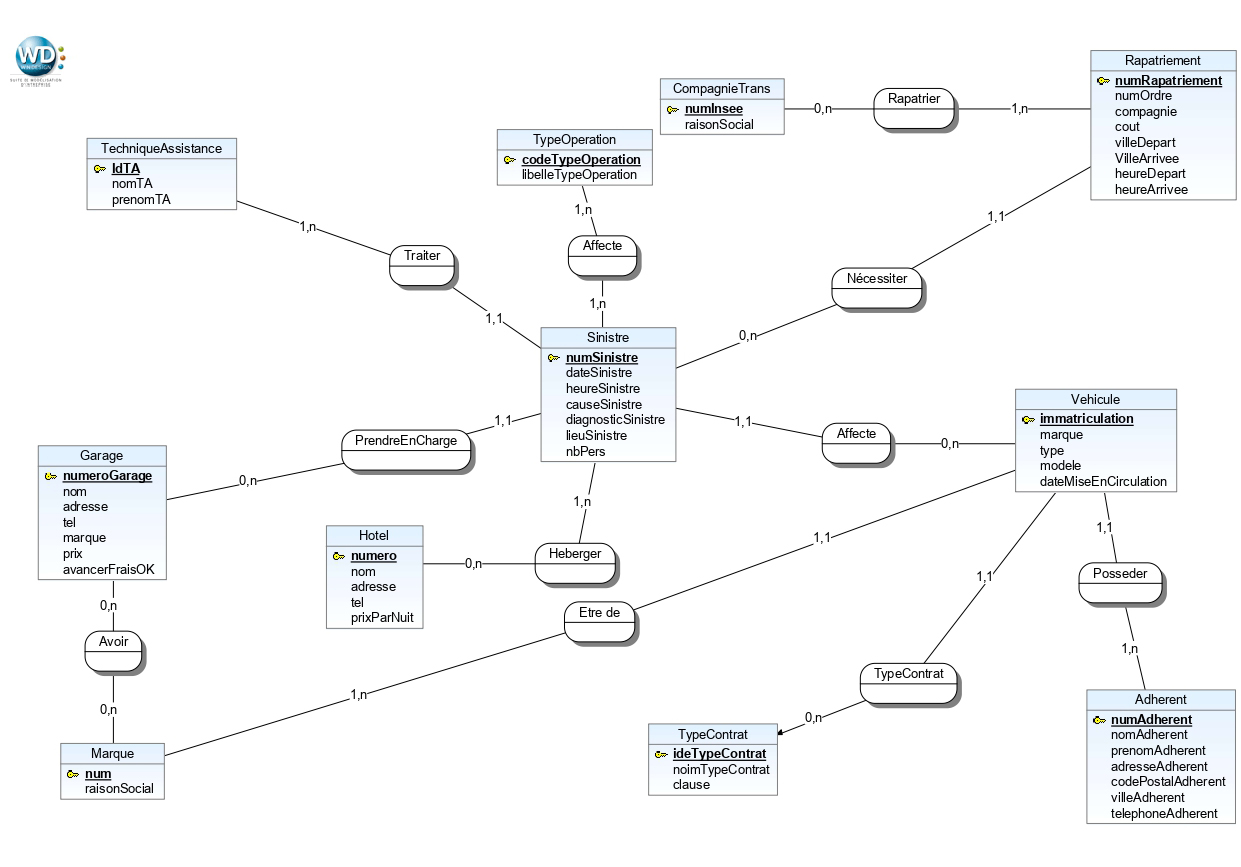 WD
WINDESIGN
SUITE DE MODELISATION
D'ENTREPRISE
CompagnieTrans
numInsee
raisonSocial
0,n
Rapatrier
1,n
Rapatriement
numRapatriement
numOrdre
compagnie
cout
villeDepart
VilleArrivee
heureDepart
heureArrivee
TypeOperation
codeTypeOperation
libelleTypeOperation
TechniqueAssistance
IdTA
nomTA
prenomTA
1,n
Traiter
1,1
1,n
Affecte
1,n
1,1
Nécessiter
0,n
Sinistre
numSinistre
dateSinistre
heureSinistre
causeSinistre
diagnosticSinistre
lieuSinistre
nbPers
1,1
Affecte
0,n
Vehicule
immatriculation
marque
type
modele
dateMiseEnCirculation
1,1
PrendreEnCharge
0,n
Garage
numeroGarage
nom
adresse
tel
marque
prix
avancerFraisOK
1,n
Heberger
0,n
Hotel
numero
nom
adresse
tel
prixParNuit
1,1
Etre de
1,n
1,1
TypeContrat
0,n
1,1
Posseder
1,n
0,n
Avoir
0,n
Marque
num
raisonSocial
TypeContrat
ideTypeContrat
noimTypeContrat
clause
Adherent
numAdherent
nomAdherent
prenomAdherent
adresseAdherent
codePostalAdherent
villeAdherent
telephoneAdherent